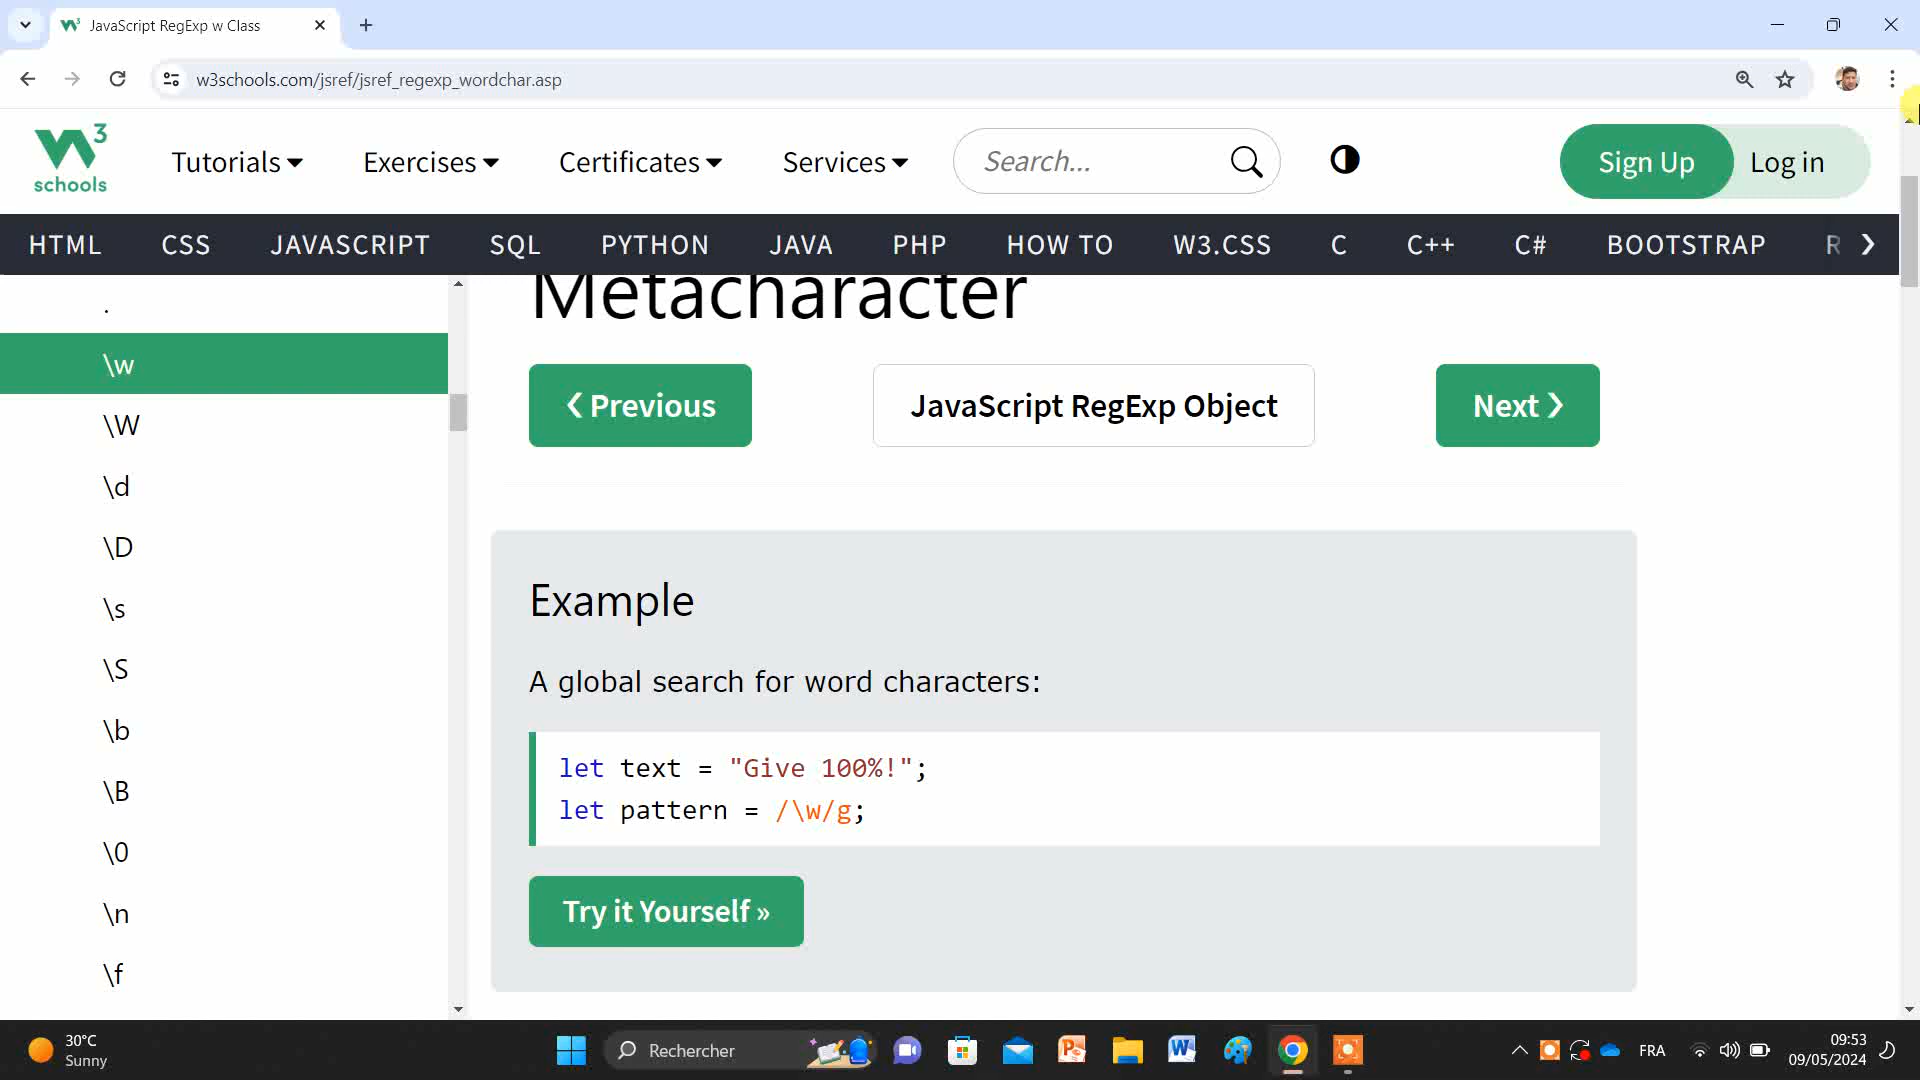 JavaScript RegExp w Class
w3schools.com/jsref/jsref_regexp_wordchar.asp
W3
schools
Tutorials
Exercises
Certificates
Services
Search...
Sign Up
Log in
HTML
CSS
JAVASCRIPT
SQL
PYTHON
JAVA
PHP
HOW TO
W3.CSS
C
C++
C#
BOOTSTRAP
R
.
\w
\W
\d
\D
\s
\S
\b
\B
\0
\n
\f
Metacharacter
❮ Previous
JavaScript RegExp Object
Next ❯
Example
A global search for word characters:
let text = "Give 100%!";
let pattern = /\w/g;
Try it Yourself »
30°C
Sunny
Rechercher
FRA
09:53
09/05/2024